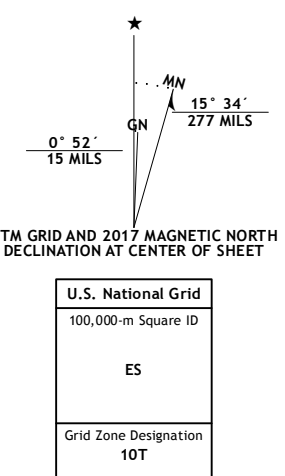 ★
MN
GN
15° 34´
277 MILS
0° 52´
15 MILS
TM GRID AND 2017 MAGNETIC NORTH
DECLINATION AT CENTER OF SHEET
U.S. National Grid
100,000-m Square ID
ES
Grid Zone Designation
10T